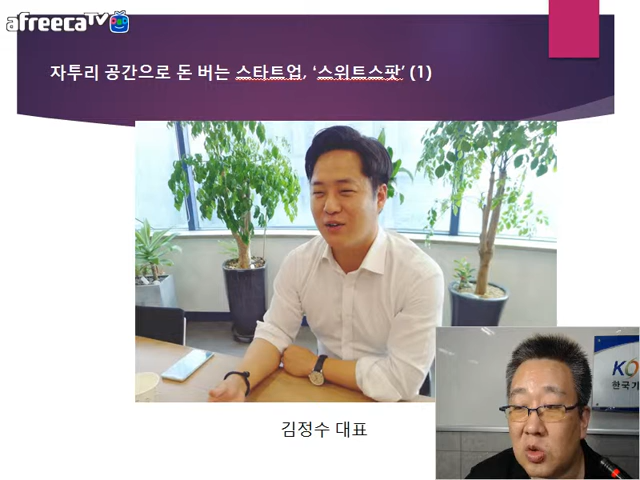 afreecaTV
자투리 공간으로 돈 버는 스타트업, ‘스위트스팟’ (1)
KO
한국기
김정수 대표